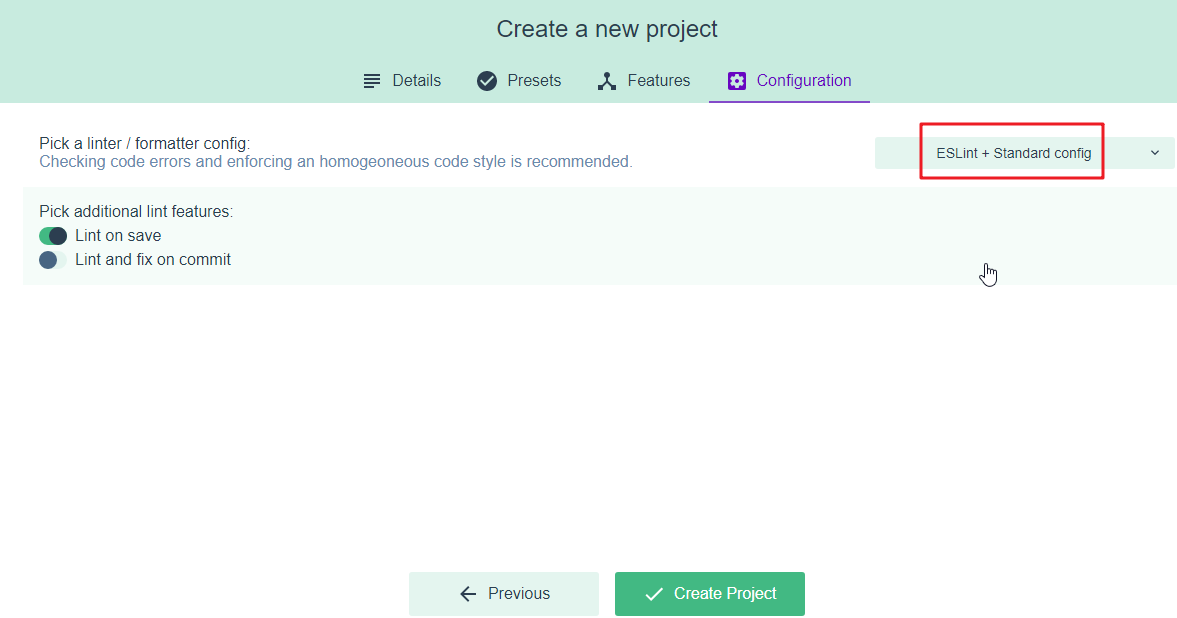 Create a new project
Details Presets Features Configuration
Pick a linter / formatter config:
Checking code errors and enforcing an homogeoneous code style is recommended.
ESLint + Standard config
Pick additional lint features:
Lint on save
Lint and fix on commit
Previous Create Project